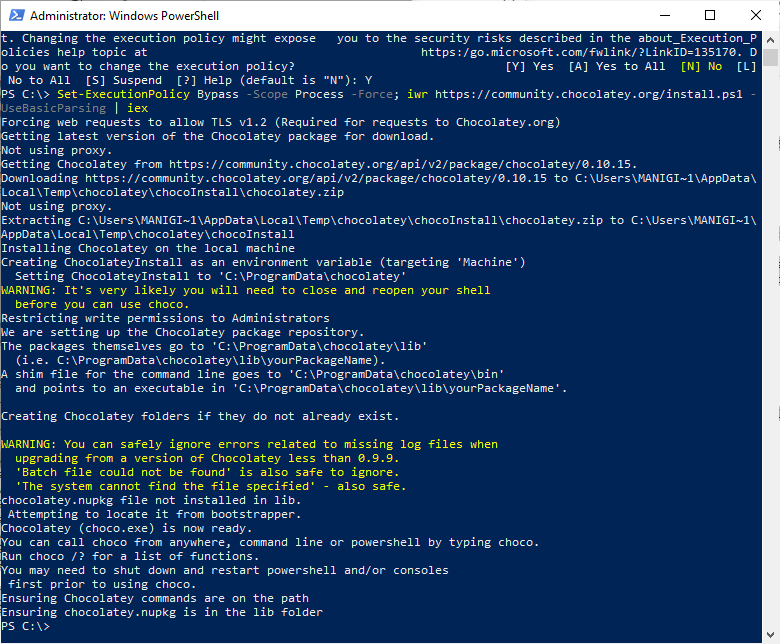 Administrator: Windows PowerShell
t. Changing the execution policy might expose   you to the security risks described in the about_Execution_P
olicies help topic at                                       https:/go.microsoft.com/fwlink/?LinkID=135170. D
o you want to change the execution policy?                              [Y] Yes  [A] Yes to All  [N] No  [L]
 No to All  [S] Suspend  [?] Help (default is "N"): Y
PS C:\> Set-ExecutionPolicy Bypass -Scope Process -Force; iwr https://community.chocolatey.org/install.ps1 -
UseBasicParsing | iex
Forcing web requests to allow TLS v1.2 (Required for requests to Chocolatey.org)
Getting latest version of the Chocolatey package for download.
Not using proxy.
Getting Chocolatey from https://community.chocolatey.org/api/v2/package/chocolatey/0.10.15.
Downloading https://community.chocolatey.org/api/v2/package/chocolatey/0.10.15 to C:\Users\MANIGI~1\AppData\
Local\Temp\chocolatey\chocoInstall\chocolatey.zip
Not using proxy.
Extracting C:\Users\MANIGI~1\AppData\Local\Temp\chocolatey\chocoInstall\chocolatey.zip to C:\Users\MANIGI~1\
AppData\Local\Temp\chocolatey\chocoInstall
Installing Chocolatey on the local machine
Creating ChocolateyInstall as an environment variable (targeting 'Machine')
  Setting ChocolateyInstall to 'C:\ProgramData\chocolatey'
WARNING: It's very likely you will need to close and reopen your shell
  before you can use choco.
Restricting write permissions to Administrators
We are setting up the Chocolatey package repository.
The packages themselves go to 'C:\ProgramData\chocolatey\lib'
  (i.e. C:\ProgramData\chocolatey\lib\yourPackageName).
A shim file for the command line goes to 'C:\ProgramData\chocolatey\bin'
  and points to an executable in 'C:\ProgramData\chocolatey\lib\yourPackageName'.
Creating Chocolatey folders if they do not already exist.
WARNING: You can safely ignore errors related to missing log files when
  upgrading from a version of Chocolatey less than 0.9.9.
  'Batch file could not be found' is also safe to ignore.
  'The system cannot find the file specified' - also safe.
chocolatey.nupkg file not installed in lib.
 Attempting to locate it from bootstrapper.
Chocolatey (choco.exe) is now ready.
You can call choco from anywhere, command line or powershell by typing choco.
Run choco /? for a list of functions.
You may need to shut down and restart powershell and/or consoles
 first prior to using choco.
Ensuring Chocolatey commands are on the path
Ensuring chocolatey.nupkg is in the lib folder
PS C:\>